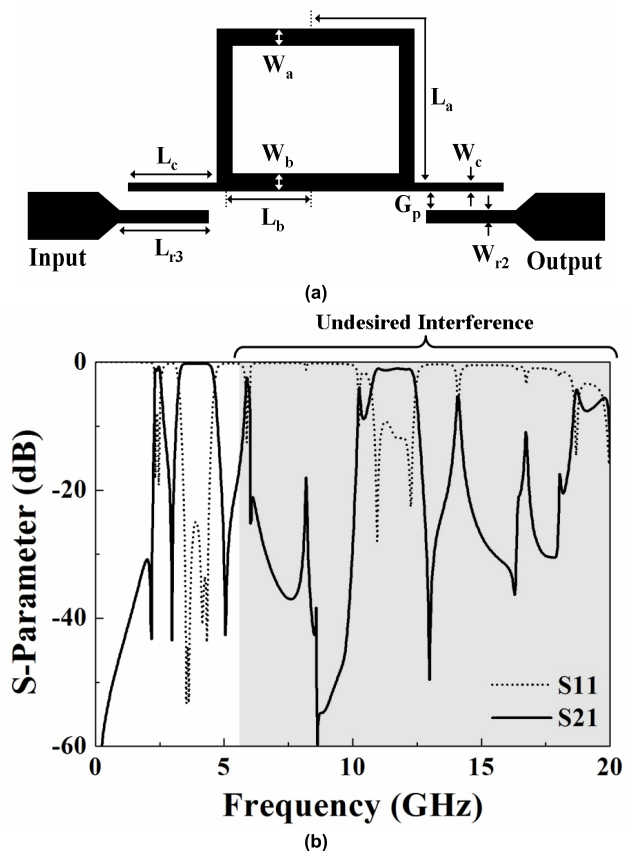 Wa
La
Lc
Wb
Wc
Lb
Gp
Lr3
Wr2
Input
Output
(a)
Undesired Interference
0
-20
-40
-60
S-Parameter (dB)
S11
S21
0
5
10
15
20
Frequency (GHz)
(b)